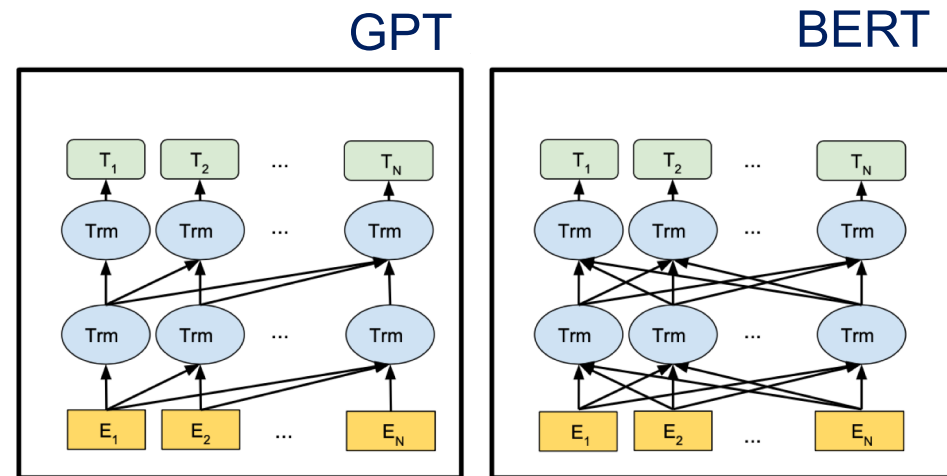 GPT
BERT
T1 T2 ... TN
Trm Trm ... Trm
Trm Trm ... Trm
E1 E2 ... EN
T1 T2 ... TN
Trm Trm ... Trm
Trm Trm ... Trm
E1 E2 ... EN